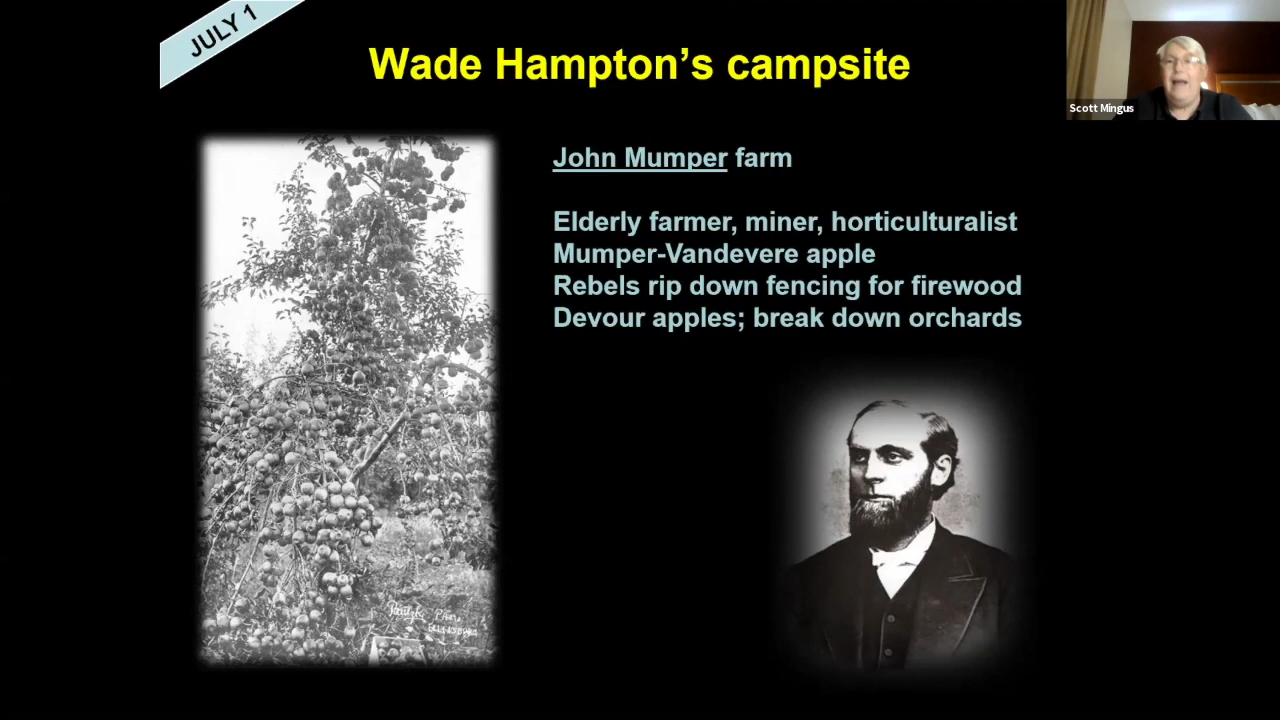 JULY 1
Wade Hampton's campsite
Scott Mingus
John Mumper farm
Elderly farmer, miner, horticulturalist
Mumper-Vandevere apple
Rebels rip down fencing for firewood
Devour apples; break down orchards